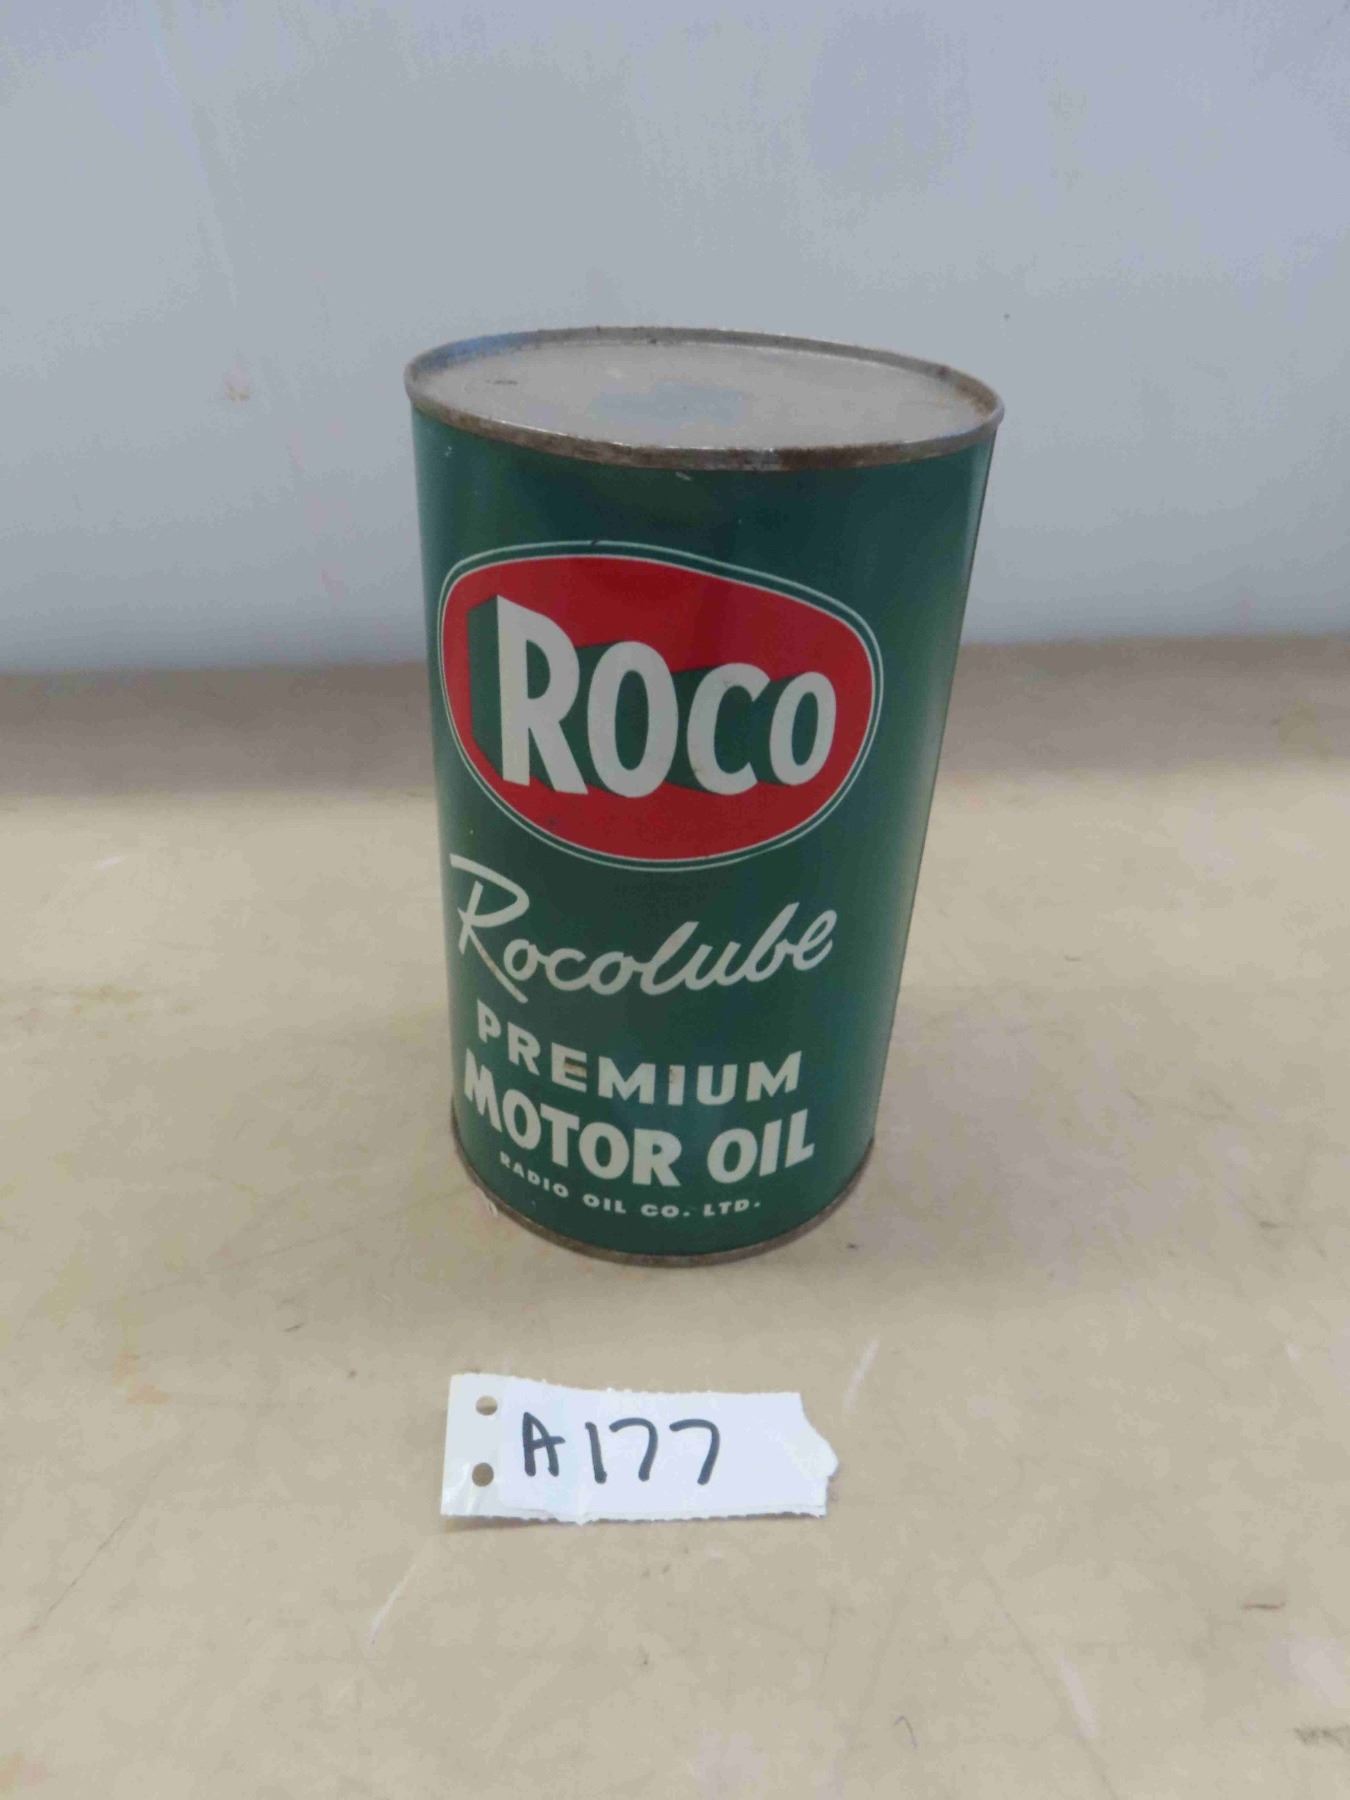 ROCO
Rocolube
PREMIUM
MOTOR OIL
RADIO OIL CO. LTD.
A177